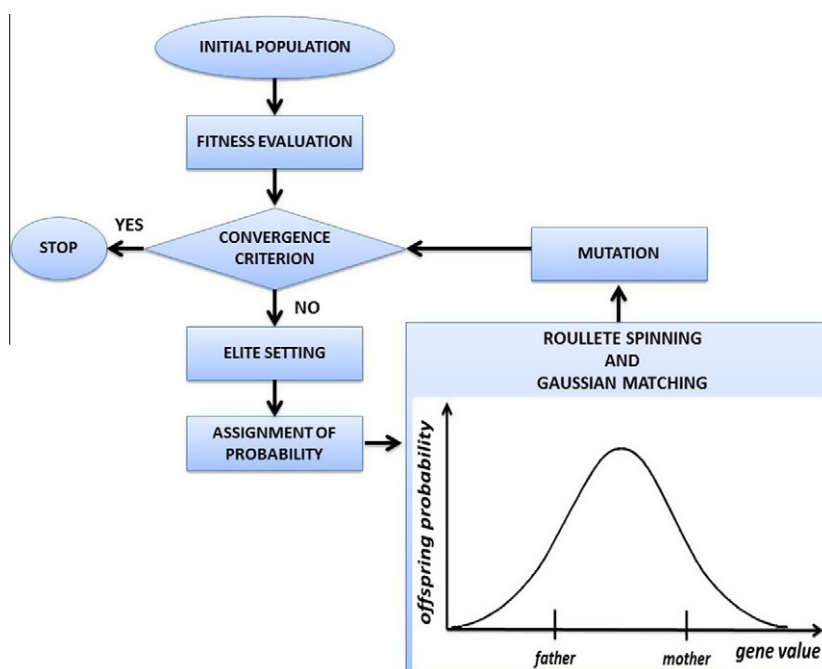 INITIAL POPULATION
FITNESS EVALUATION
CONVERGENCE
CRITERION
YES
STOP
NO
ELITE SETTING
ASSIGNMENT OF
PROBABILITY
ROULLETE SPINNING
AND
GAUSSIAN MATCHING
offspring probability
father
mother
gene value
MUTATION